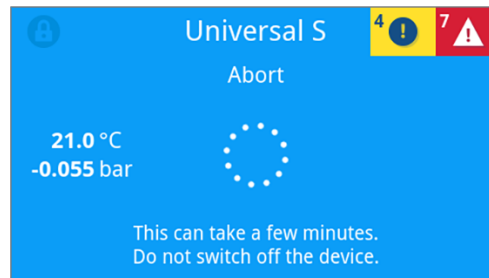 Universal S
4
7
Abort
21.0 °C
-0.055 bar
This can take a few minutes.
Do not switch off the device.